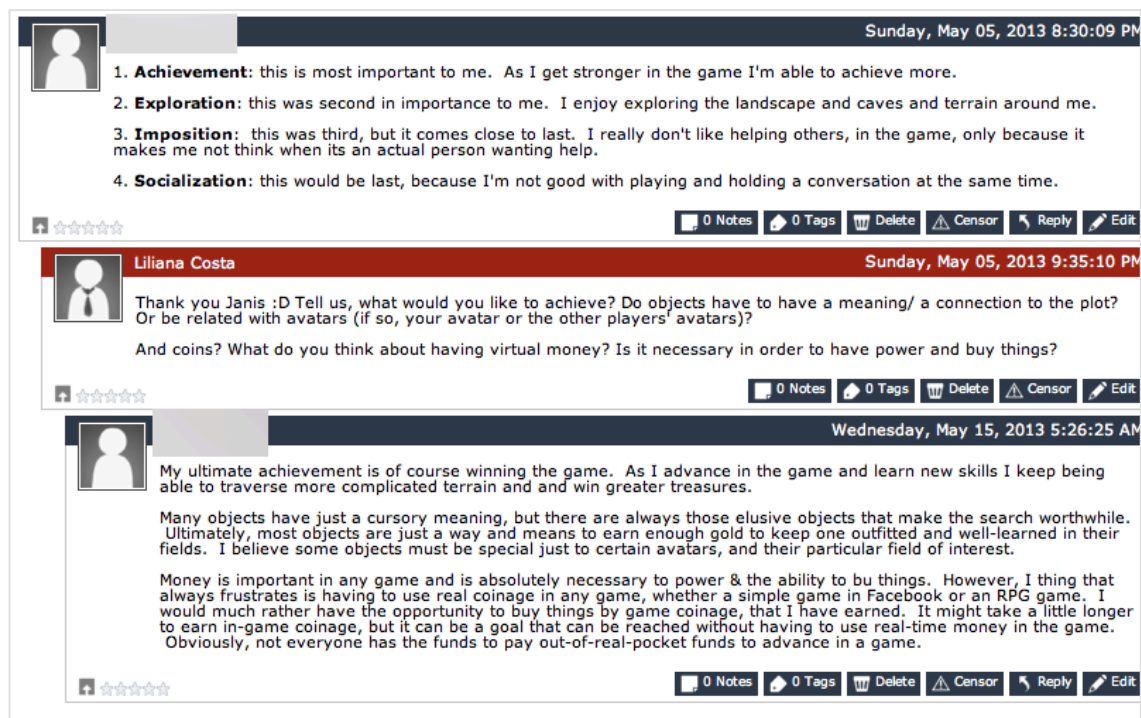 Sunday, May 05, 2013 8:30:09 PM
1. Achievement: this is most important to me.  As I get stronger in the game I'm able to achieve more.
2. Exploration: this was second in importance to me.  I enjoy exploring the landscape and caves and terrain around me.
3. Imposition:  this was third, but it comes close to last.  I really don't like helping others, in the game, only because it
makes me not think when its an actual person wanting help.
4. Socialization: this would be last, because I'm not good with playing and holding a conversation at the same time.
0 Notes 0 Tags Delete Censor Reply Edit
Liliana Costa Sunday, May 05, 2013 9:35:10 PM
Thank you Janis :D Tell us, what would you like to achieve? Do objects have to have a meaning/ a connection to the plot?
Or be related with avatars (if so, your avatar or the other players' avatars)?
And coins? What do you think about having virtual money? Is it necessary in order to have power and buy things?
0 Notes 0 Tags Delete Censor Edit
Wednesday, May 15, 2013 5:26:25 AM
My ultimate achievement is of course winning the game.  As I advance in the game and learn new skills I keep being
able to traverse more complicated terrain and and win greater treasures.
Many objects have just a cursory meaning, but there are always those elusive objects that make the search worthwhile.
Ultimately, most objects are just a way and means to earn enough gold to keep one outfitted and well-learned in their
fields.  I believe some objects must be special just to certain avatars, and their particular field of interest.
Money is important in any game and is absolutely necessary to power & the ability to bu things.  However, I thing that
always frustrates is having to use real coinage in any game, whether a simple game in Facebook or an RPG game.  I
would much rather have the opportunity to buy things by game coinage, that I have earned.  It might take a little longer
to earn in-game coinage, but it can be a goal that can be reached without having to use real-time money in the game.
Obviously, not everyone has the funds to pay out-of-real-pocket funds to advance in a game.
0 Notes 0 Tags Delete Censor Reply Edit